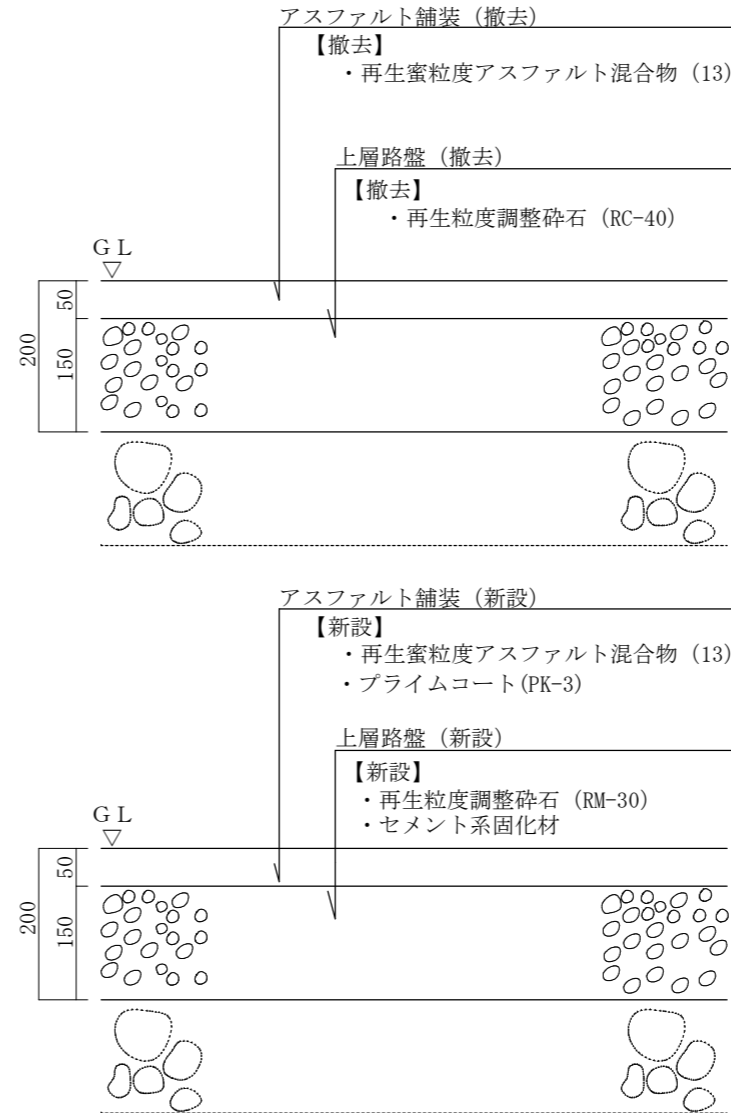 アスファルト舗装(撤去)
【撤去】
・再生蜜粒度アスファルト混合物(13)
上層路盤(撤去)
【撤去】
・再生粒度調整砕石(RC-40)
GL
50
150
200
アスファルト舗装(新設)
【新設】
・再生蜜粒度アスファルト混合物(13)
・プライムコート(PK-3)
上層路盤(新設)
【新設】
・再生粒度調整砕石(RM-30)
・セメント系固化材
GL
50
150
200